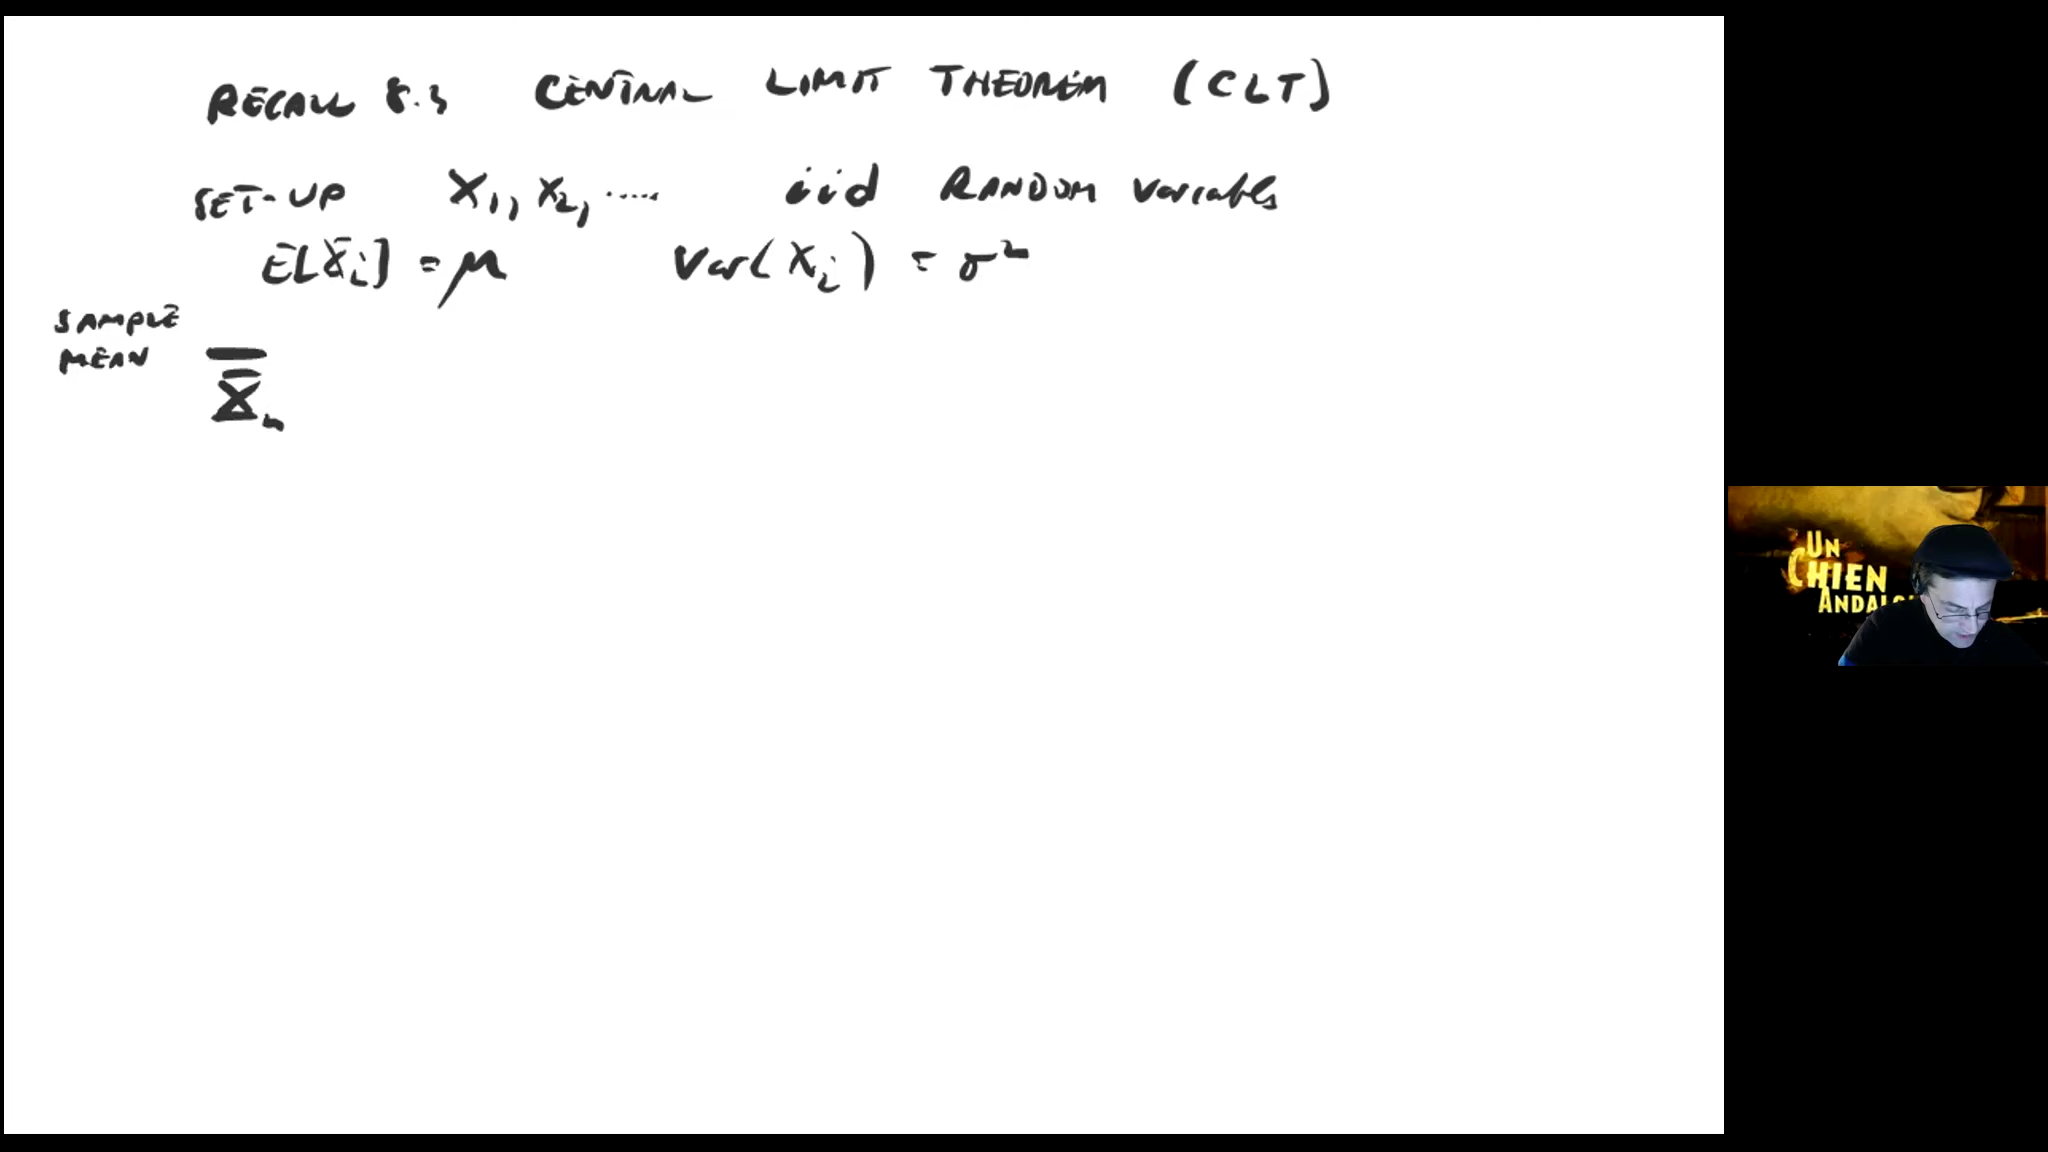 RECALL 8.3 CENTRAL LIMIT THEOREM (CLT)
SET-UP X₁, X₂, ..... iid RANDOM variables
E[Xᵢ] = μ Var(Xᵢ) = σ²
SAMPLE
MEAN
X̄ₙ
UN
CHIEN
ANDALO